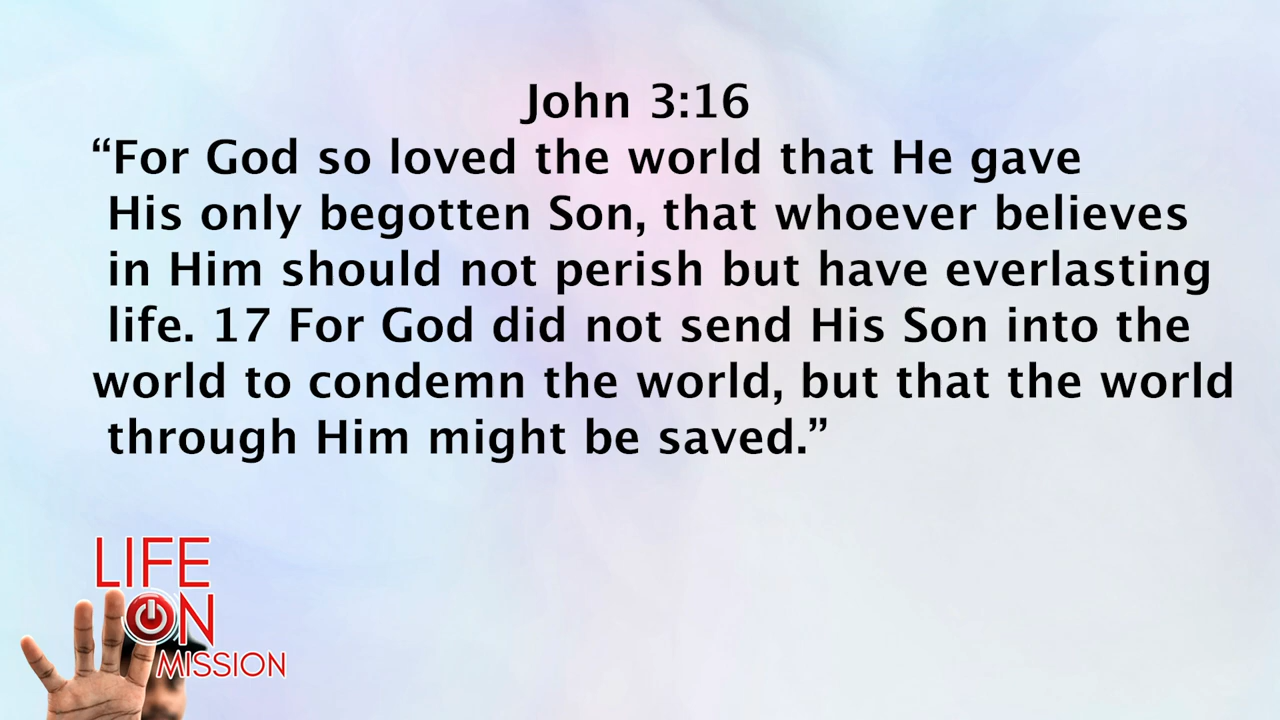 John 3:16
“For God so loved the world that He gave
His only begotten Son, that whoever believes
in Him should not perish but have everlasting
life. 17 For God did not send His Son into the
world to condemn the world, but that the world
through Him might be saved.”
LIFE
ON
MISSION